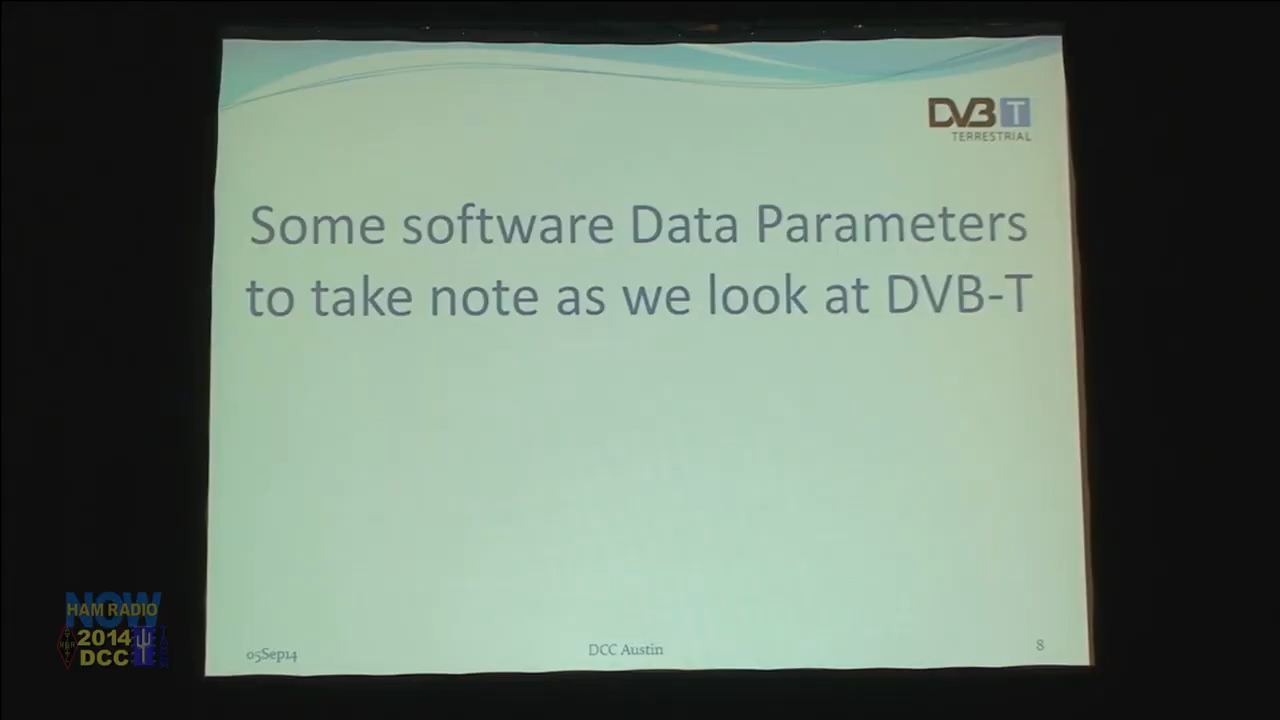 DVB T
TERRESTRIAL
Some software Data Parameters
to take note as we look at DVB-T
NOW
HAM RADIO
2014
DCC
05Sep14
DCC Austin
8